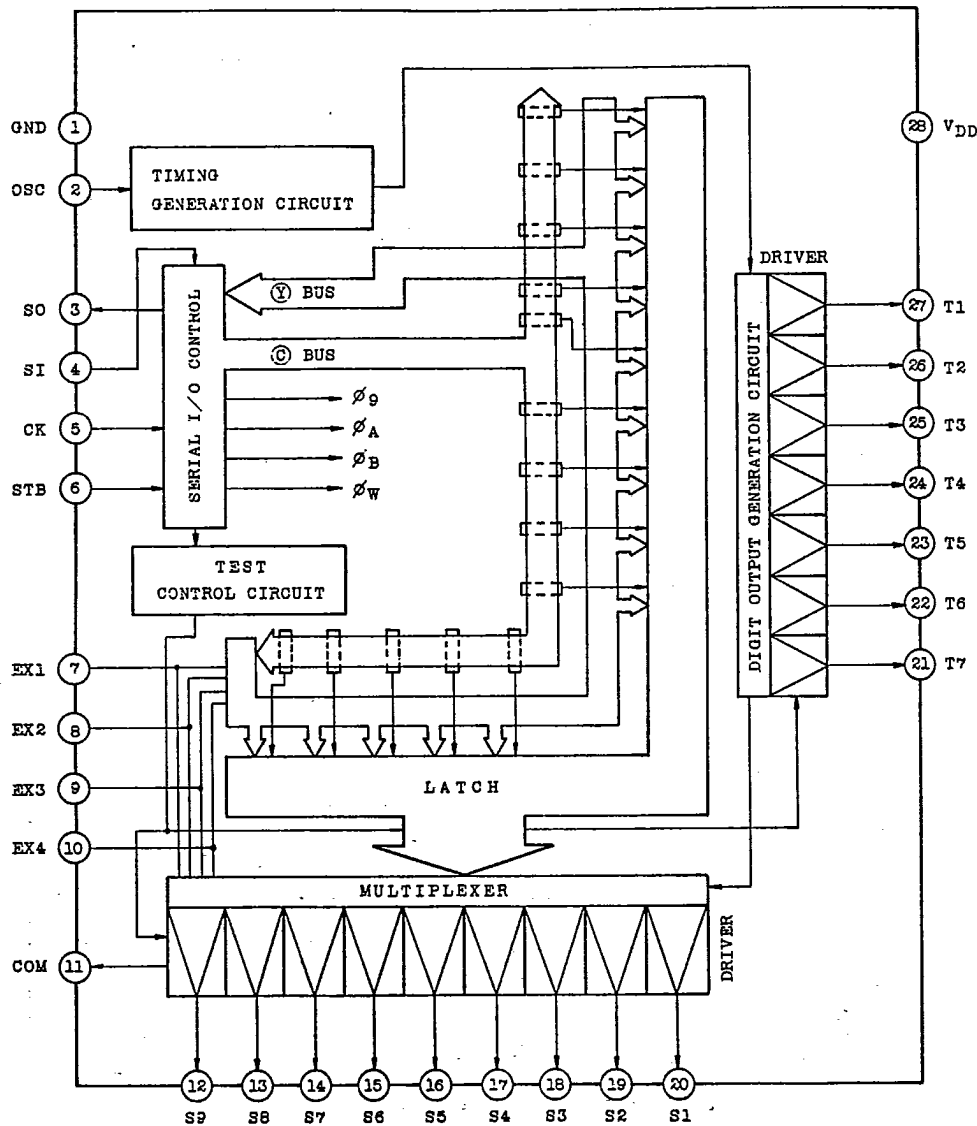 GND 1
OSC 2
SO 3
SI 4
CK 5
STB 6
EX1 7
EX2 8
EX3 9
EX4 10
COM 11
TIMING
GENERATION CIRCUIT
SERIAL I/O CONTROL
Ⓨ BUS
Ⓒ BUS
Ø9
ØA
ØB
ØW
TEST
CONTROL CIRCUIT
LATCH
MULTIPLEXER
DRIVER
DRIVER
DIGIT OUTPUT GENERATION CIRCUIT
28 VDD
27 T1
26 T2
25 T3
24 T4
23 T5
22 T6
21 T7
12 13 14 15 16 17 18 19 20
S9 S8 S7 S6 S5 S4 S3 S2 S1